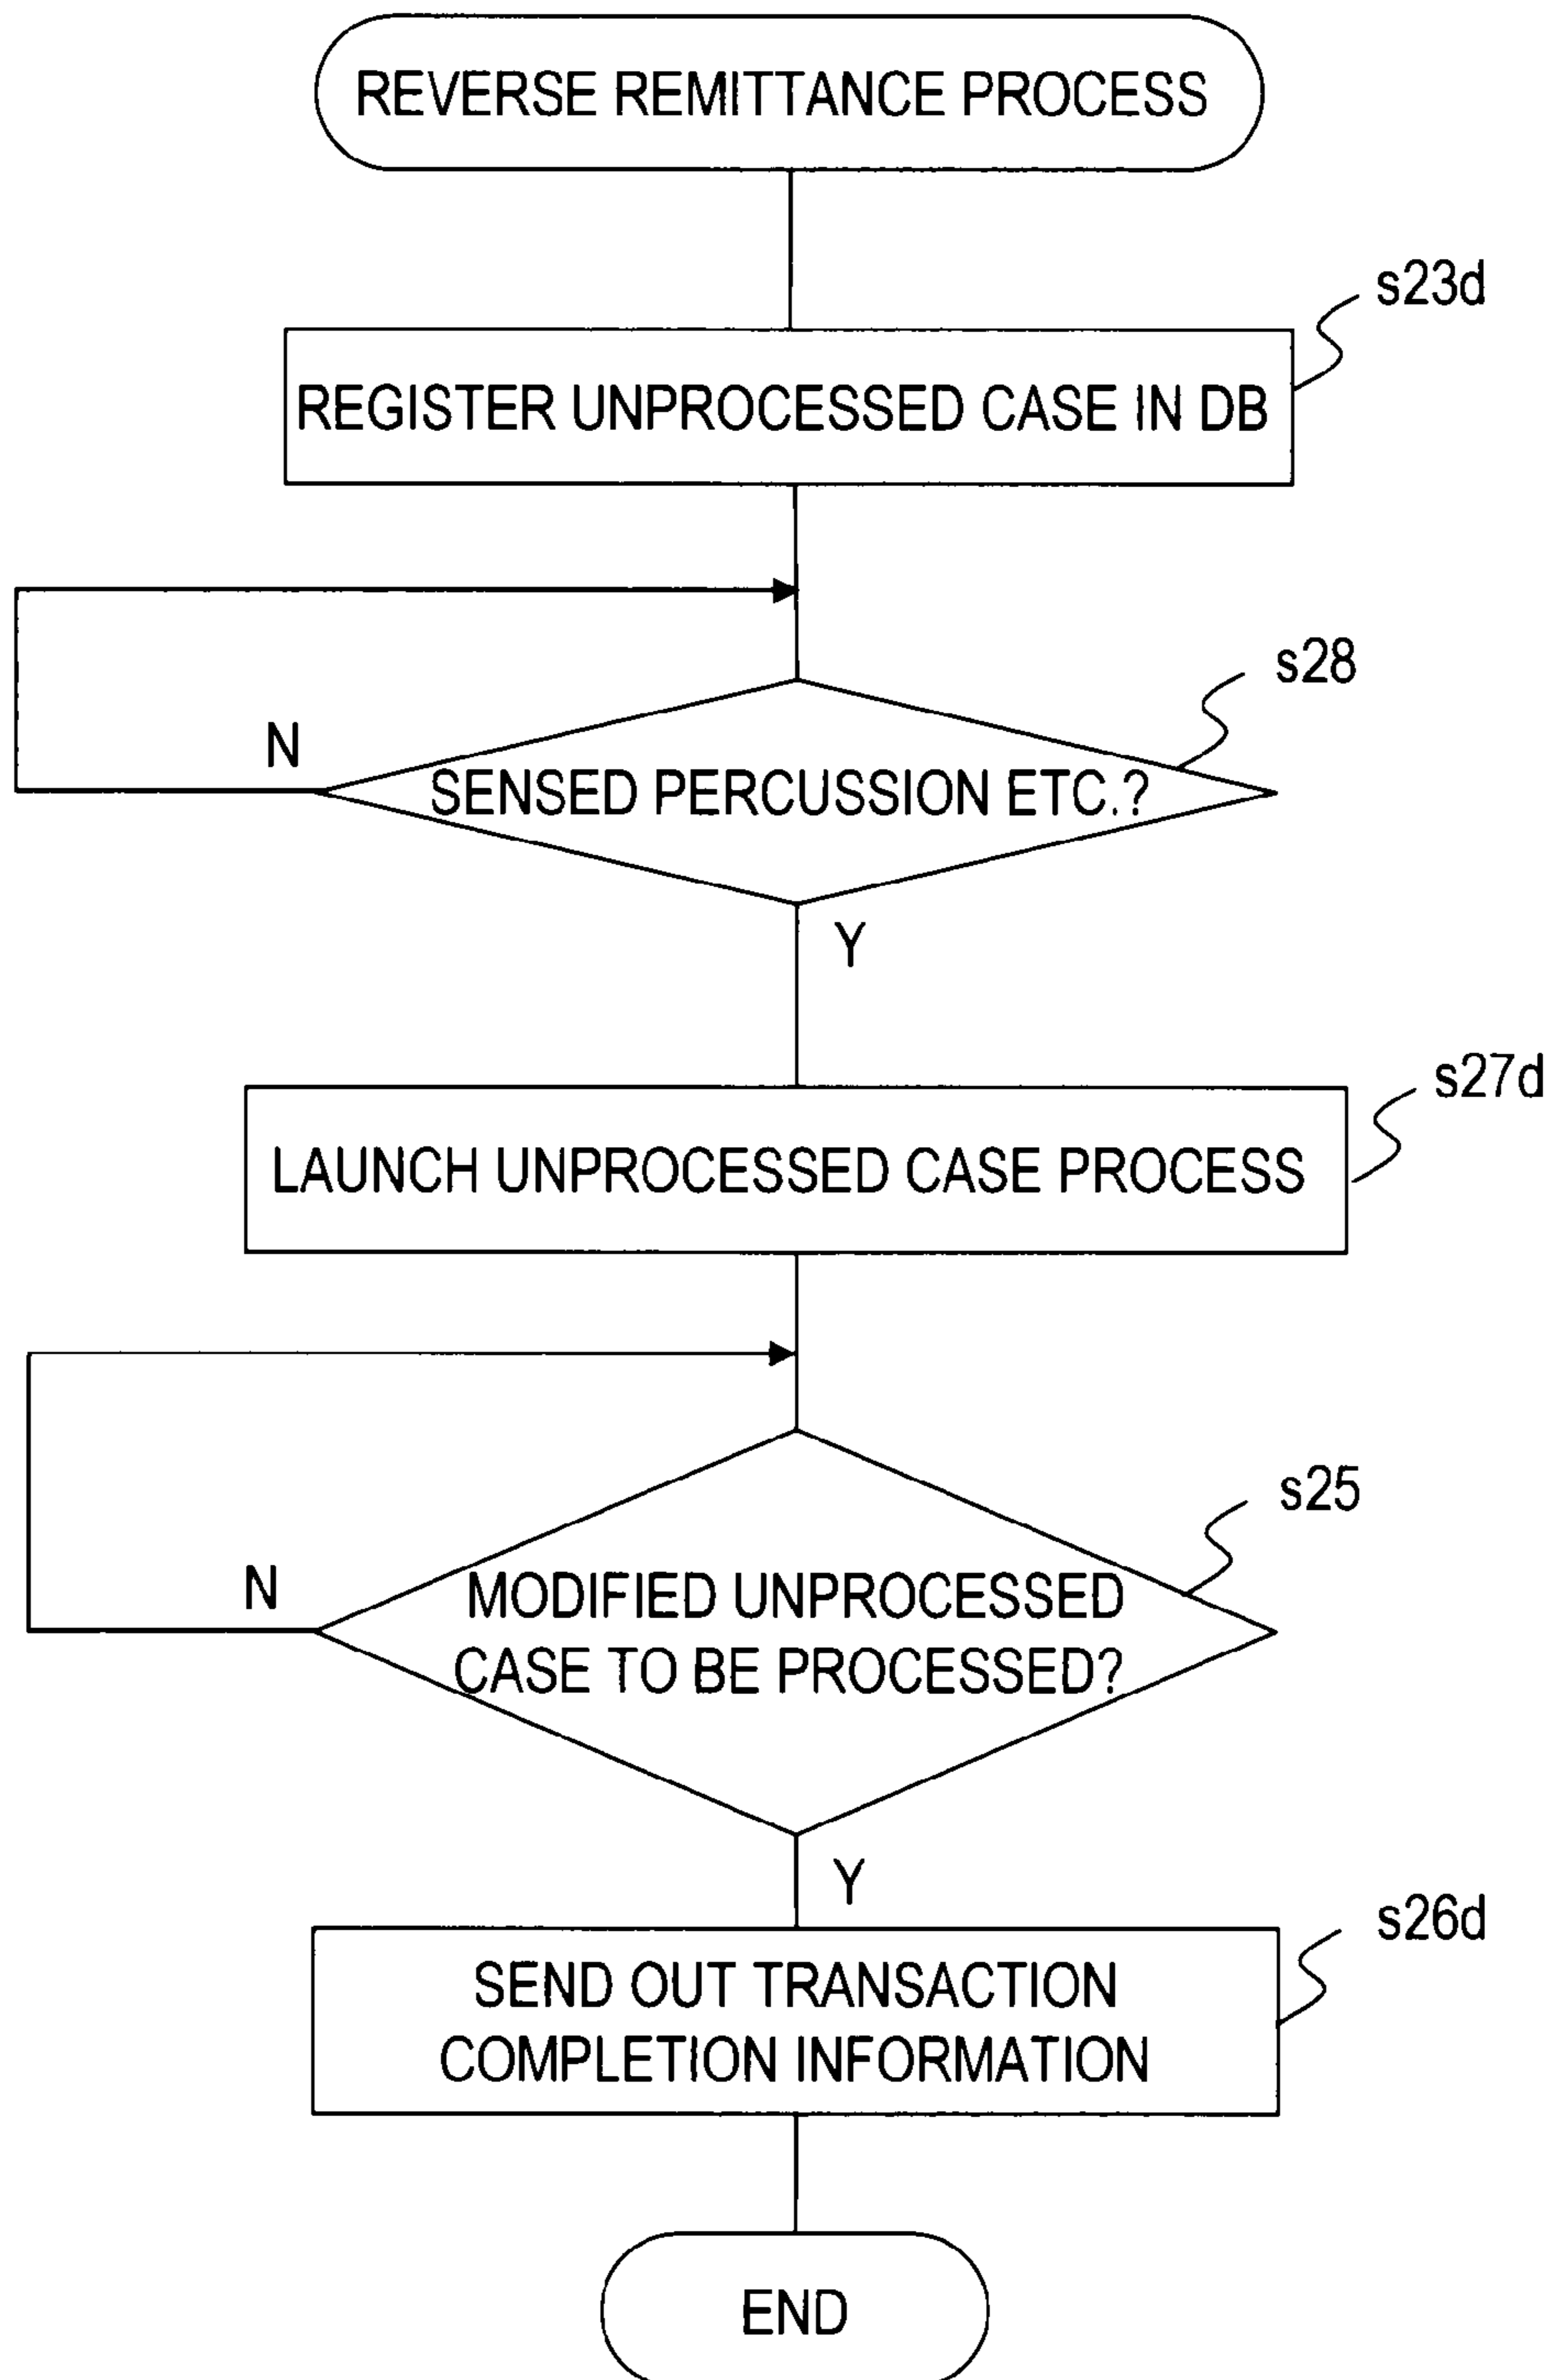 REVERSE REMITTANCE PROCESS
s23d
REGISTER UNPROCESSED CASE IN DB
s28
N
SENSED PERCUSSION ETC.?
Y
s27d
LAUNCH UNPROCESSED CASE PROCESS
s25
N
MODIFIED UNPROCESSED
CASE TO BE PROCESSED?
Y
s26d
SEND OUT TRANSACTION
COMPLETION INFORMATION
END